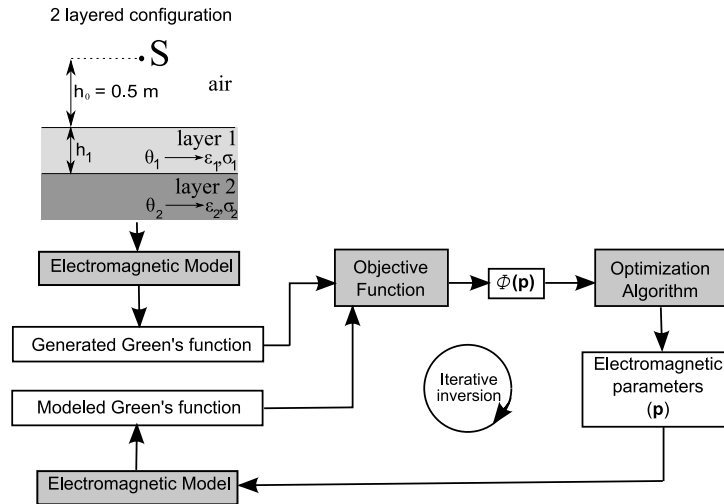 2 layered configuration
S
h₀ = 0.5 m
air
layer 1
h₁
θ₁ → ε₁,σ₁
layer 2
θ₂ → ε₂,σ₂
Electromagnetic Model
Objective
Function
Φ(p)
Optimization
Algorithm
Generated Green's function
Modeled Green's function
Iterative
inversion
Electromagnetic
parameters
(p)
Electromagnetic Model